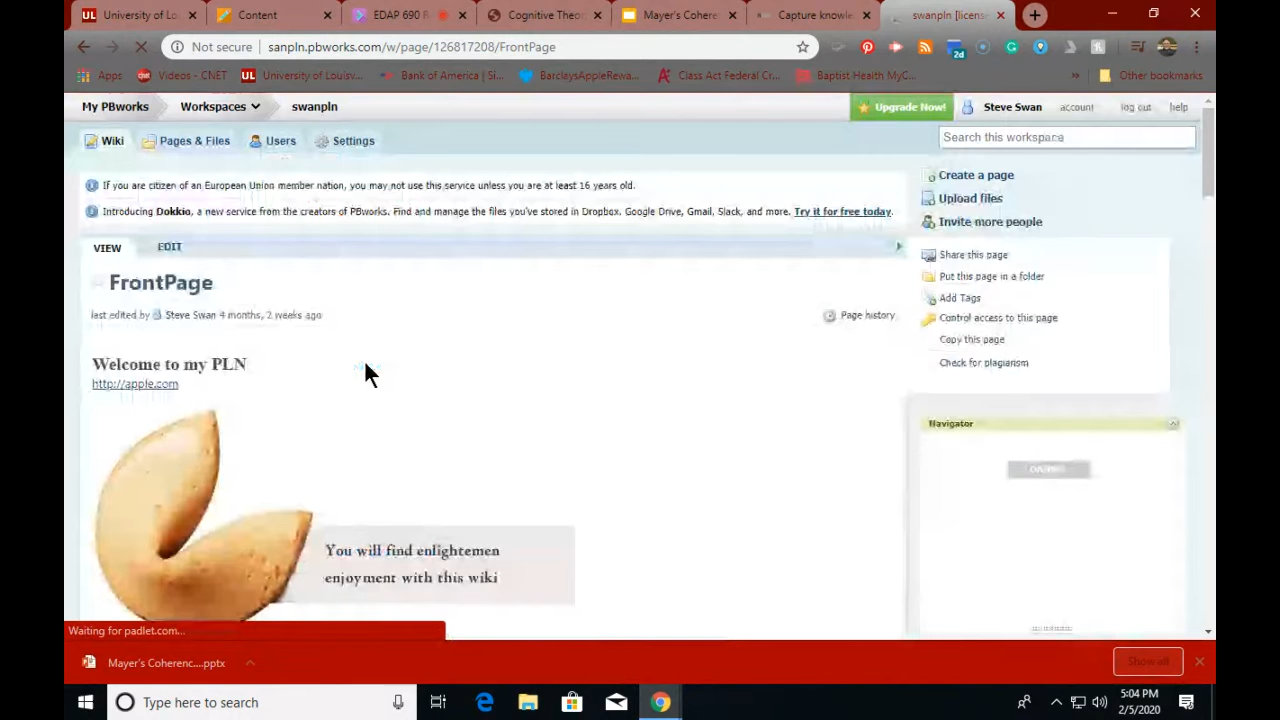 University of Lo
Content
EDAP 690 R
Cognitive Theo
Mayer's Cohere
Capture knowle
swanpln [license
Not secure
sanpln.pbworks.com/w/page/126817208/FrontPage
2d
Apps
Videos - CNET
UL
University of Louisv...
Bank of America | Si...
BarclaysAppleRewa...
Class Act Federal Cr...
Baptist Health MyC...
»
Other bookmarks
My PBworks
Workspaces
swanpln
Upgrade Now!
Steve Swan
account
log out
help
Wiki
Pages & Files
Users
Settings
Search this workspace
If you are citizen of an European Union member nation, you may not use this service unless you are at least 16 years old.
Introducing Dokkio, a new service from the creators of PBworks. Find and manage the files you've stored in Dropbox, Google Drive, Gmail, Slack, and more. Try it for free today.
Create a page
Upload files
Invite more people
VIEW
EDIT
Share this page
Put this page in a folder
Add Tags
Control access to this page
Copy this page
Check for plagiarism
FrontPage
last edited by Steve Swan 4 months, 2 weeks ago
Page history
Welcome to my PLN
http://apple.com
Navigator
You will find enlightemen
enjoyment with this wiki
Waiting for padlet.com...
Mayer's Coherenc....pptx
Show all
Type here to search
5:04 PM
2/5/2020